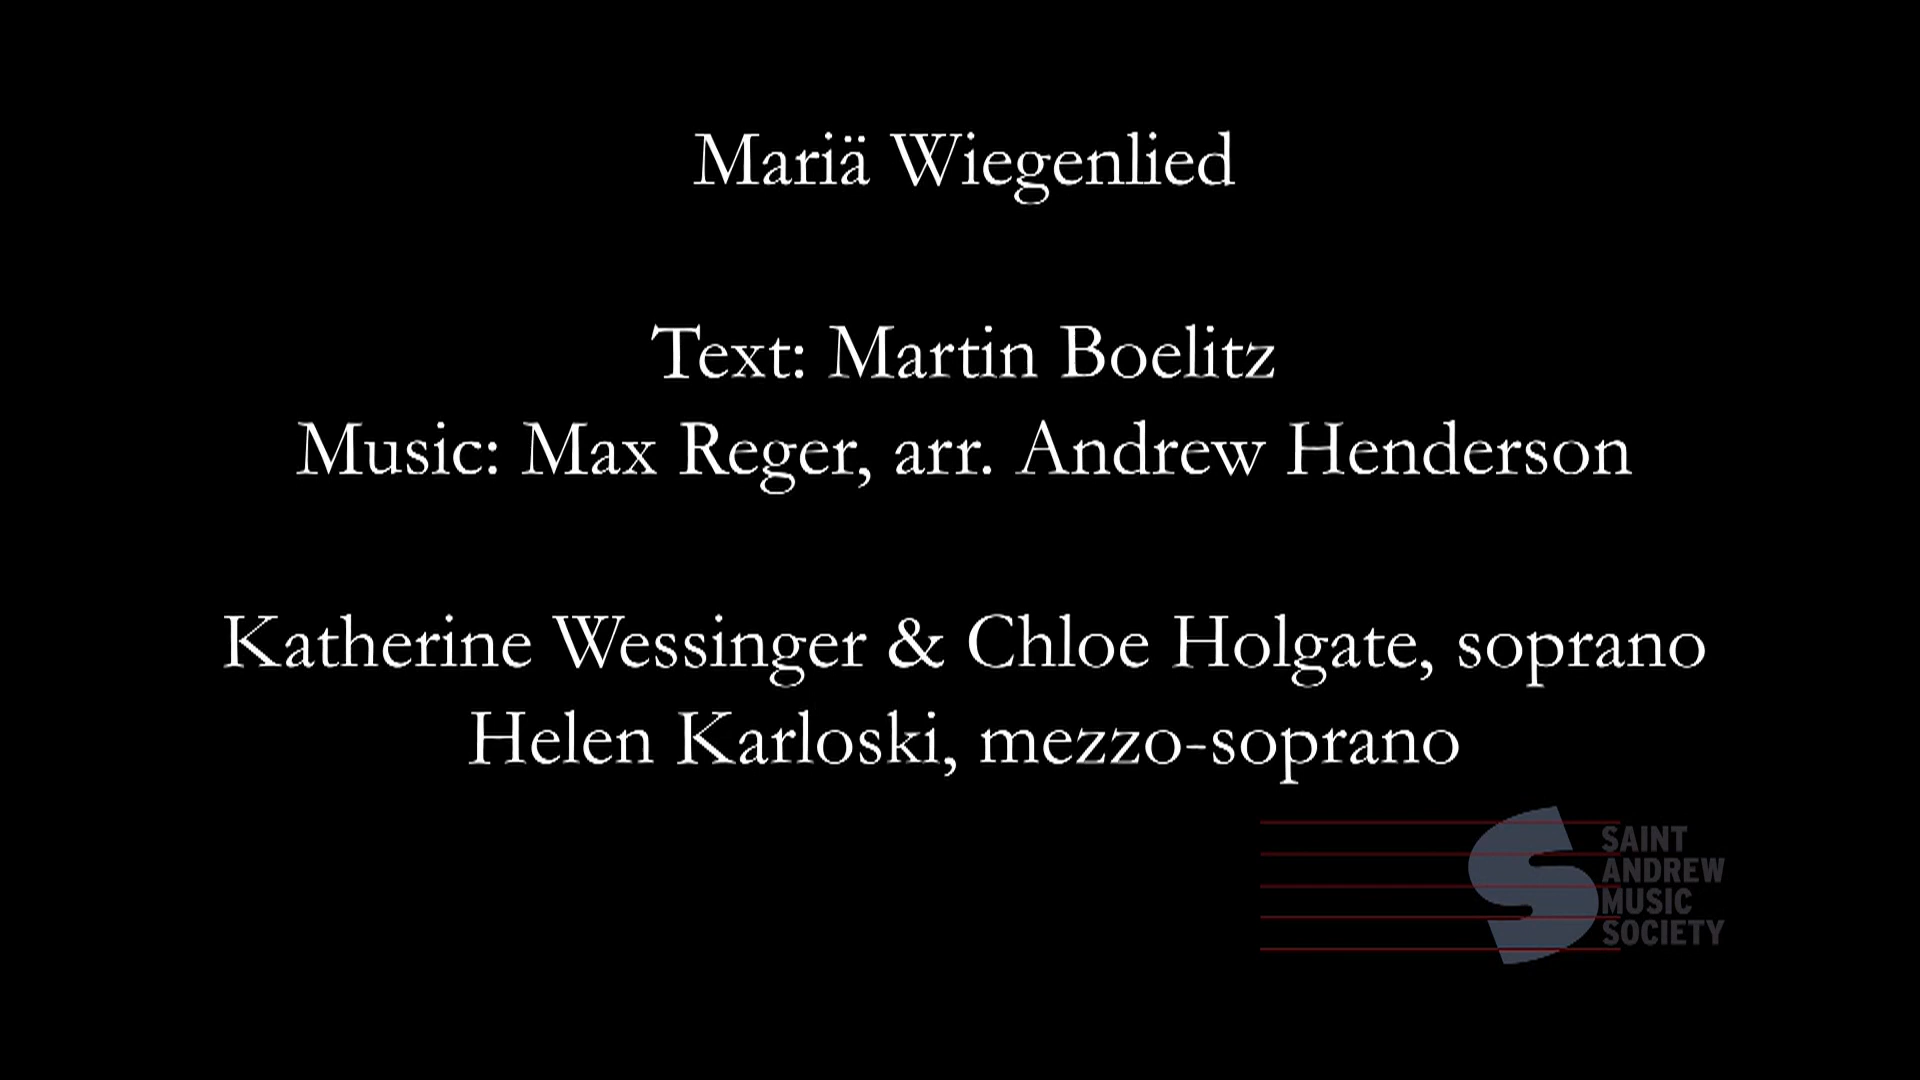 Mariä Wiegenlied
Text: Martin Boelitz
Music: Max Reger, arr. Andrew Henderson
Katherine Wessinger & Chloe Holgate, soprano
Helen Karloski, mezzo-soprano
SAINT
ANDREW
MUSIC
SOCIETY